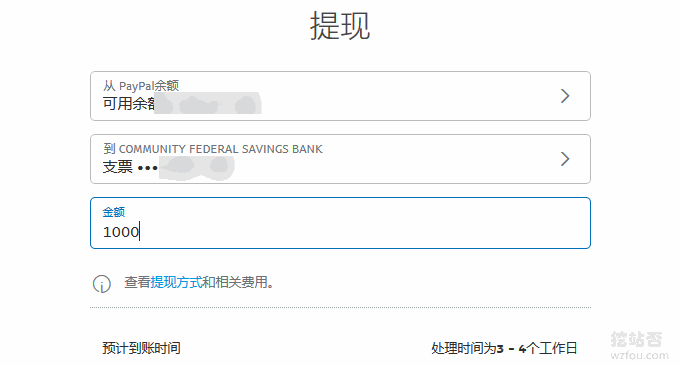 提现
从 PayPal余额
可用余额
到 COMMUNITY FEDERAL SAVINGS BANK
支票 •••
金额
1000
查看提现方式和相关费用。
预计到账时间 处理时间为3 - 4个工作日
挖站否
wzfou.com